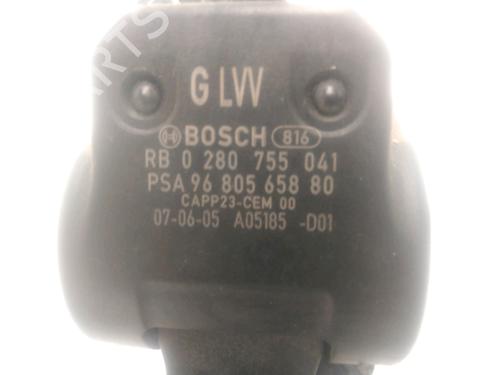 PARTS
G LVV
BOSCH 816
RB 0 280 755 041
PSA 96 805 658 80
CAPP23-CEM 00
07-06-05 A05185 -D01